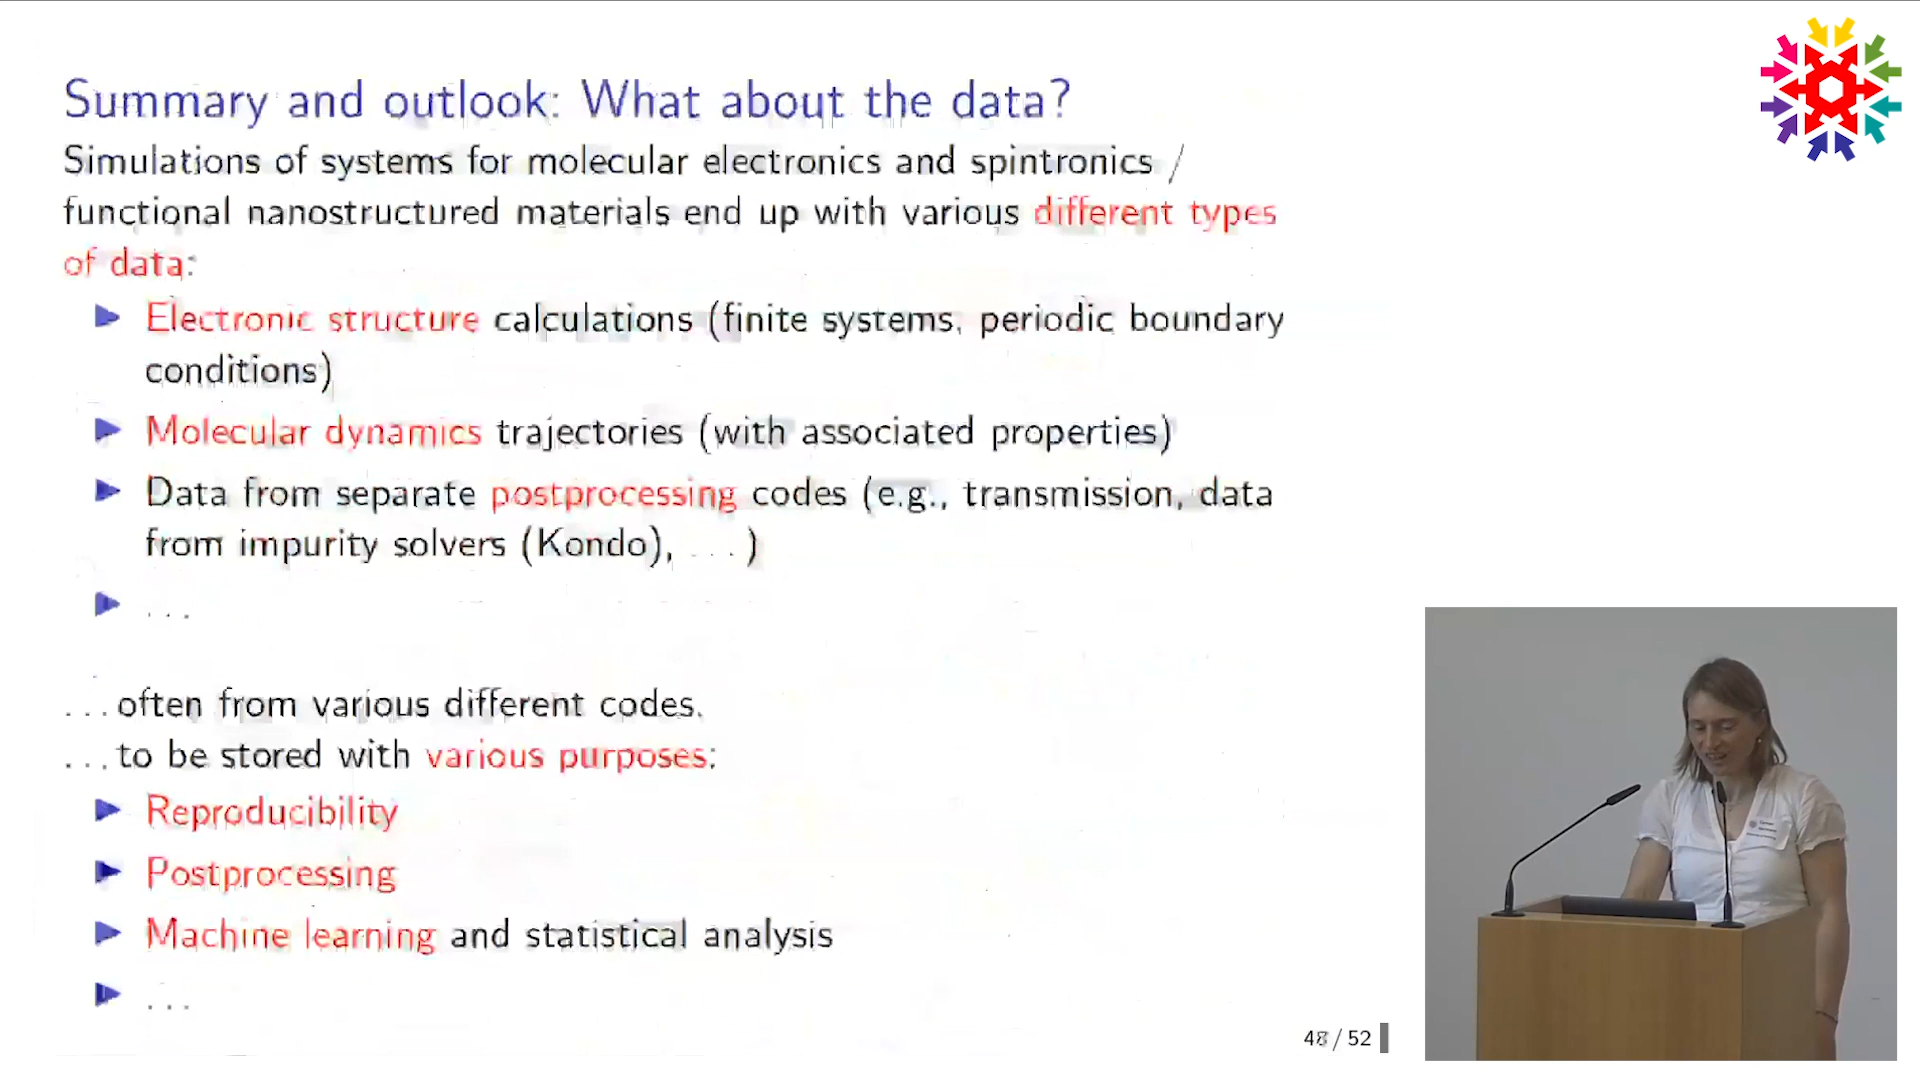 Summary and outlook: What about the data?
Simulations of systems for molecular electronics and spintronics /
functional nanostructured materials end up with various different types
of data:
Electronic structure calculations (finite systems, periodic boundary
conditions)
Molecular dynamics trajectories (with associated properties)
Data from separate postprocessing codes (e.g., transmission, data
from impurity solvers (Kondo), ... )
...
...often from various different codes.
...to be stored with various purposes:
Reproducibility
Postprocessing
Machine learning and statistical analysis
...
48 / 52